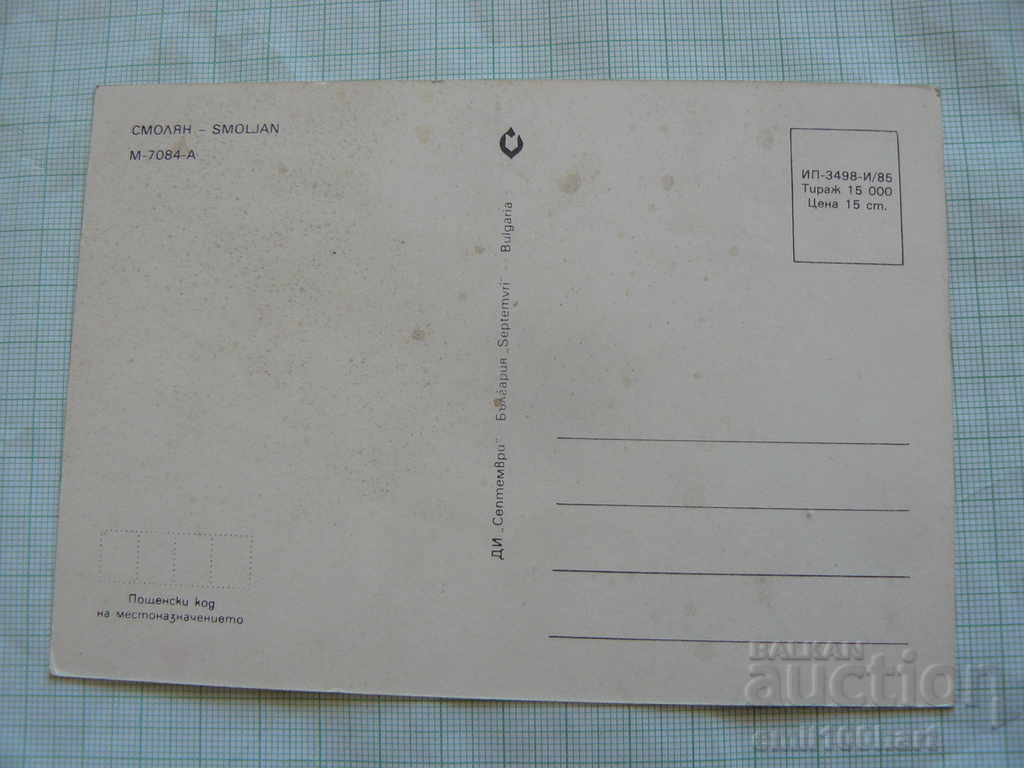 СМОЛЯН – SMOLJAN
М-7084-А
ДИ „Септември" България „Septemvri" – Bulgaria
ИП-3498-И/85
Тираж 15 000
Цена 15 ст.
Пощенски код
на местоназначението
BALKAN
auction